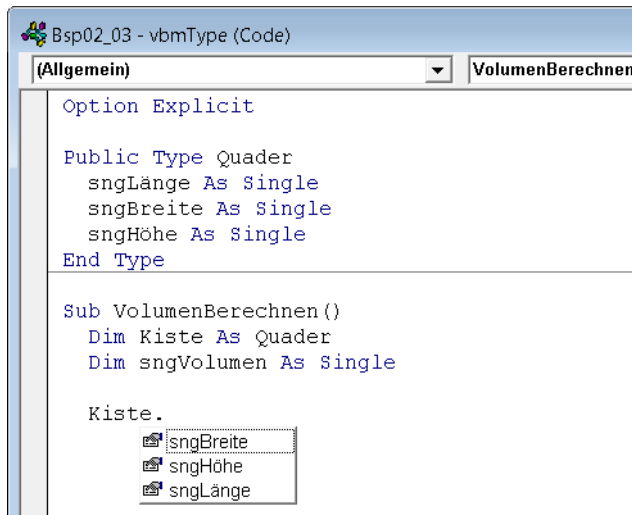 Bsp02_03 - vbmType (Code)
(Allgemein) VolumenBerechnen
Option Explicit
Public Type Quader
sngLänge As Single
sngBreite As Single
sngHöhe As Single
End Type
Sub VolumenBerechnen()
Dim Kiste As Quader
Dim sngVolumen As Single
Kiste.
sngBreite
sngHöhe
sngLänge